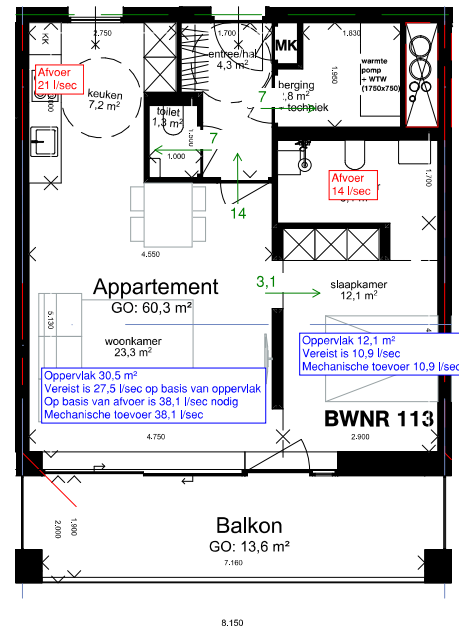 2.750
1.700
1.830
KK
entree/hal
4,3 m²
MK
warmte
pomp
+ WTW
(1750x750)
Afvoer
21 l/sec
keuken
7,2 m²
1.950
7
berging
techniek
toilet
1,3 m²
1.000
7
Afvoer
14 l/sec
1.700
14
4.550
3,1
slaapkamer
12,1 m²
Appartement
GO: 60,3 m²
5.130
woonkamer
23,3 m²
Oppervlak 12,1 m²
Vereist is 10,9 l/sec
Mechanische toevoer 10,9 l/sec
Oppervlak 30,5 m²
Vereist is 27,5 l/sec op basis van oppervlak
Op basis van afvoer is 38,1 l/sec nodig
Mechanische toevoer 38,1 l/sec
BWNR 113
4.750
2.900
1.900
2.000
Balkon
GO: 13,6 m²
7.160
8.150